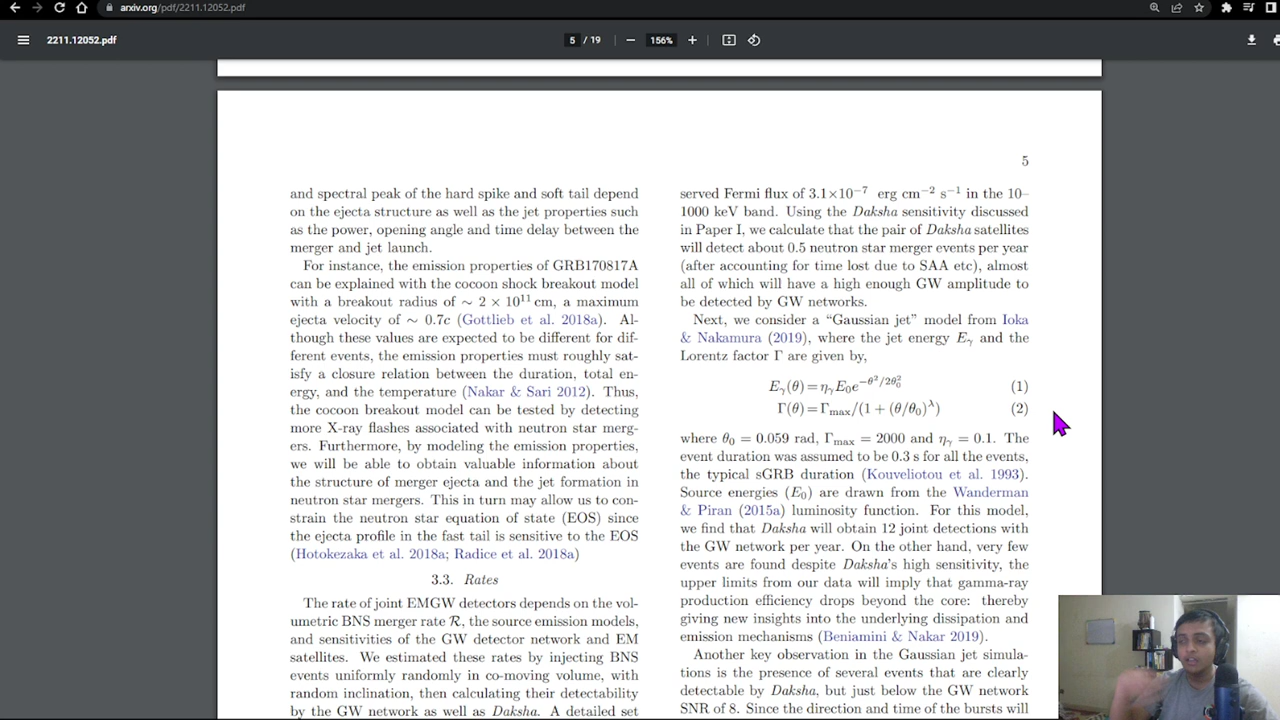 arxiv.org/pdf/2211.12052.pdf
2211.12052.pdf
5 / 19
156%
5
and spectral peak of the hard spike and soft tail depend
on the ejecta structure as well as the jet properties such
as the power, opening angle and time delay between the
merger and jet launch.
For instance, the emission properties of GRB170817A
can be explained with the cocoon shock breakout model
with a breakout radius of ∼ 2 × 10¹¹ cm, a maximum
ejecta velocity of ∼ 0.7c (Gottlieb et al. 2018a). Al-
though these values are expected to be different for dif-
ferent events, the emission properties must roughly sat-
isfy a closure relation between the duration, total en-
ergy, and the temperature (Nakar & Sari 2012). Thus,
the cocoon breakout model can be tested by detecting
more X-ray flashes associated with neutron star merg-
ers. Furthermore, by modeling the emission properties,
we will be able to obtain valuable information about
the structure of merger ejecta and the jet formation in
neutron star mergers. This in turn may allow us to con-
strain the neutron star equation of state (EOS) since
the ejecta profile in the fast tail is sensitive to the EOS
(Hotokezaka et al. 2018a; Radice et al. 2018a)
3.3. Rates
The rate of joint EMGW detectors depends on the vol-
umetric BNS merger rate ℛ, the source emission models,
and sensitivities of the GW detector network and EM
satellites. We estimated these rates by injecting BNS
events uniformly randomly in co-moving volume, with
random inclination, then calculating their detectability
by the GW network as well as Daksha. A detailed set
served Fermi flux of 3.1×10⁻⁷ erg cm⁻² s⁻¹ in the 10–
1000 keV band. Using the Daksha sensitivity discussed
in Paper I, we calculate that the pair of Daksha satellites
will detect about 0.5 neutron star merger events per year
(after accounting for time lost due to SAA etc), almost
all of which will have a high enough GW amplitude to
be detected by GW networks.
Next, we consider a “Gaussian jet” model from Ioka
& Nakamura (2019), where the jet energy E_γ and the
Lorentz factor Γ are given by,
E_γ(θ) = η_γ E₀ e^{−θ²/2θ₀²} (1)
Γ(θ) = Γ_max/(1 + (θ/θ₀)^λ) (2)
where θ₀ = 0.059 rad, Γ_max = 2000 and η_γ = 0.1. The
event duration was assumed to be 0.3 s for all the events,
the typical sGRB duration (Kouveliotou et al. 1993).
Source energies (E₀) are drawn from the Wanderman
& Piran (2015a) luminosity function. For this model,
we find that Daksha will obtain 12 joint detections with
the GW network per year. On the other hand, very few
events are found despite Daksha’s high sensitivity, the
upper limits from our data will imply that gamma-ray
production efficiency drops beyond the core: thereby
giving new insights into the underlying dissipation and
emission mechanisms (Beniamini & Nakar 2019).
Another key observation in the Gaussian jet simula-
tions is the presence of several events that are clearly
detectable by Daksha, but just below the GW network
SNR of 8. Since the direction and time of the bursts will